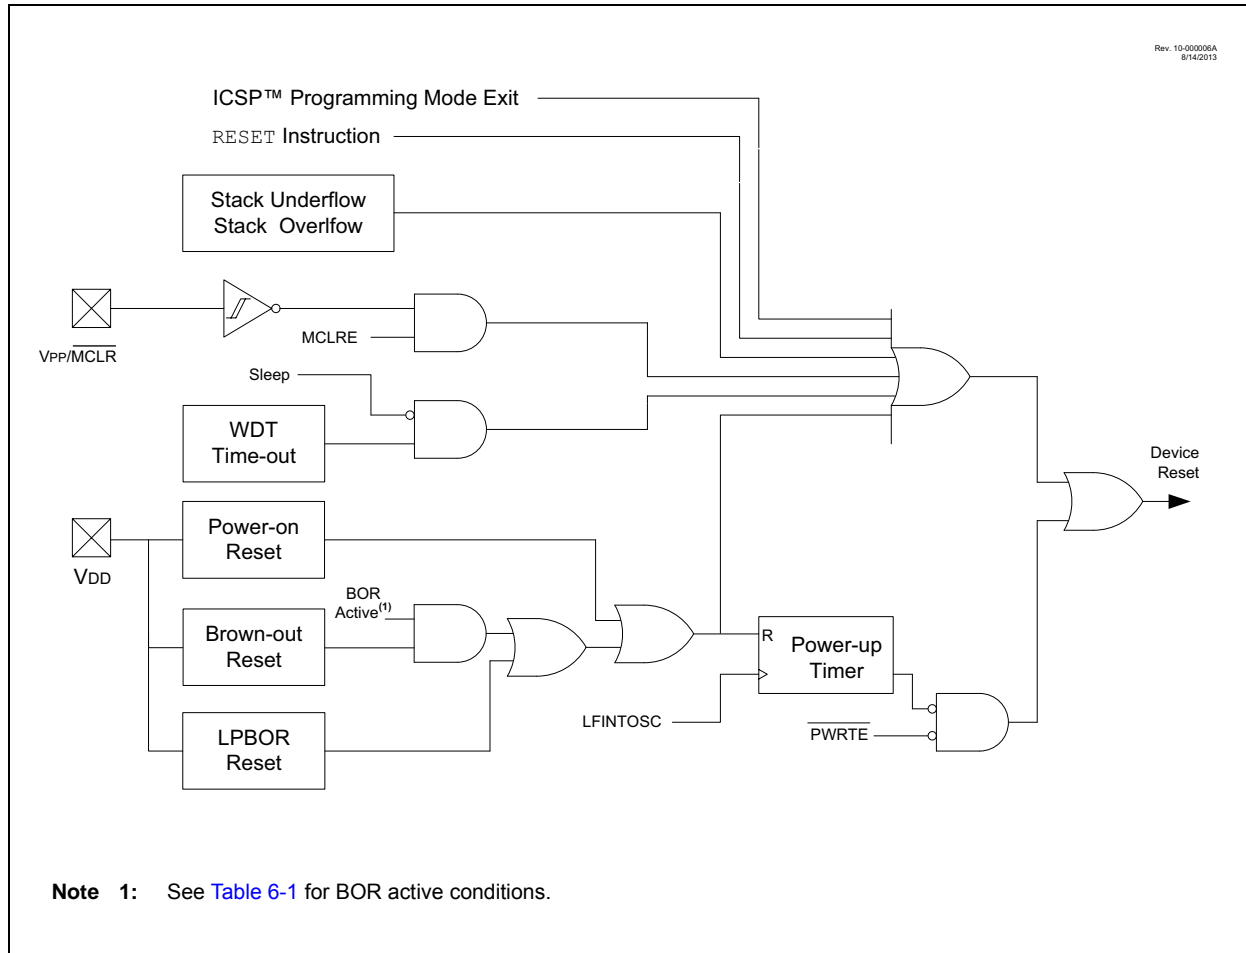 Rev. 10-000006A
8/14/2013
ICSP™ Programming Mode Exit
RESET Instruction
Stack Underflow
Stack Overlfow
VPP/MCLR
MCLRE
Sleep
WDT
Time-out
Device
Reset
VDD
Power-on
Reset
BOR
Active(1)
Brown-out
Reset
R
Power-up
Timer
LFINTOSC
PWRTE
LPBOR
Reset
Note 1: See Table 6-1 for BOR active conditions.